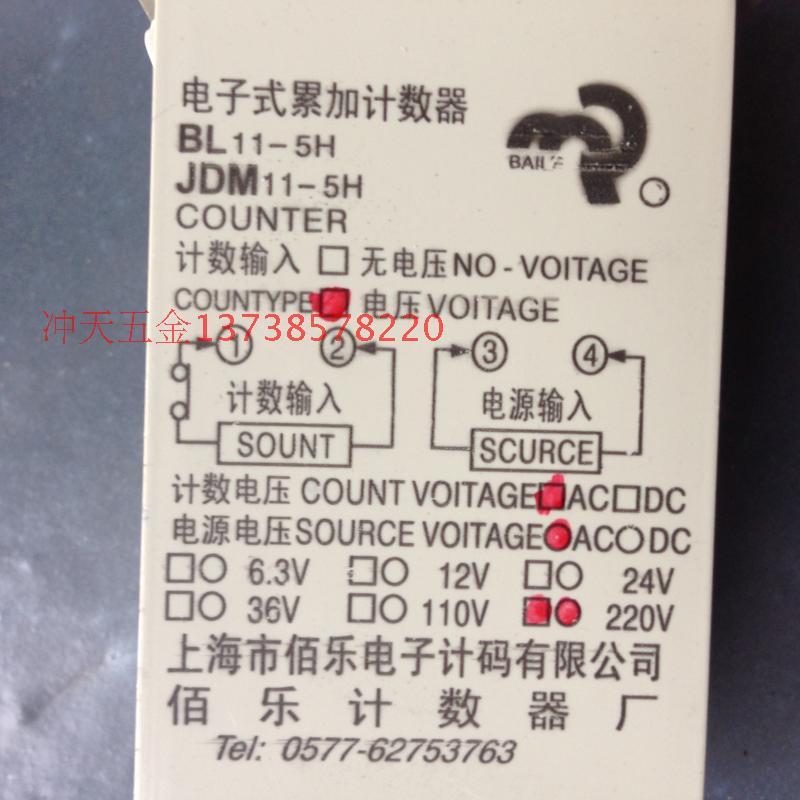 电子式累加计数器
BL11-5H
JDM11-5H
COUNTER
计数输入 □ 无电压NO-VOITAGE
COUNTYPE ■ 电压VOITAGE
冲天五金13738578220
① ② ③ ④
计数输入 电源输入
SOUNT SCURCE
计数电压 COUNT VOITAGE■AC□DC
电源电压SOURCE VOITAGE●AC○DC
□○ 6.3V □○ 12V □○ 24V
□○ 36V □○ 110V ■● 220V
上海市佰乐电子计码有限公司
佰乐计数器厂
Tel: 0577-62753763